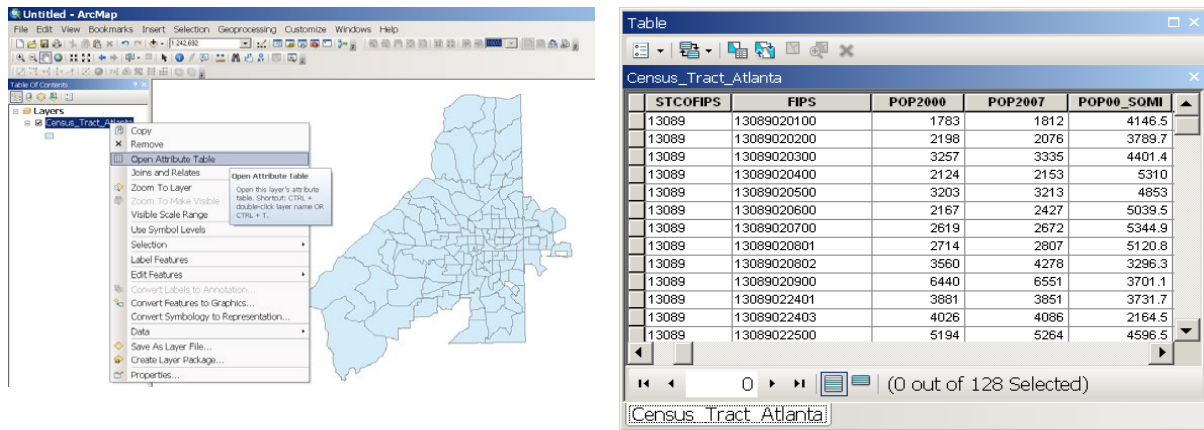 Untitled - ArcMap
File Edit View Bookmarks Insert Selection Geoprocessing Customize Windows Help
1:242,692
Table Of Contents
Layers
Census_Tract_Atlanta
Copy
Remove
Open Attribute Table
Joins and Relates
Zoom To Layer
Zoom To Make Visible
Visible Scale Range
Use Symbol Levels
Selection
Label Features
Edit Features
Convert Labels to Annotation...
Convert Features to Graphics...
Convert Symbology to Representation...
Data
Save As Layer File...
Create Layer Package...
Properties...
Open Attribute Table
Open this layer's attribute
table. Shortcut: CTRL +
double-click layer name OR
CTRL + T.
Table
Census_Tract_Atlanta
STCOFIPS FIPS POP2000 POP2007 POP00_SQMI
13089 13089020100 1783 1812 4146.5
13089 13089020200 2198 2076 3789.7
13089 13089020300 3257 3335 4401.4
13089 13089020400 2124 2153 5310
13089 13089020500 3203 3213 4853
13089 13089020600 2167 2427 5039.5
13089 13089020700 2619 2672 5344.9
13089 13089020801 2714 2807 5120.8
13089 13089020802 3560 4278 3296.3
13089 13089020900 6440 6551 3701.1
13089 13089022401 3881 3851 3731.7
13089 13089022403 4026 4086 2164.5
13089 13089022500 5194 5264 4596.5
0 (0 out of 128 Selected)
Census_Tract_Atlanta